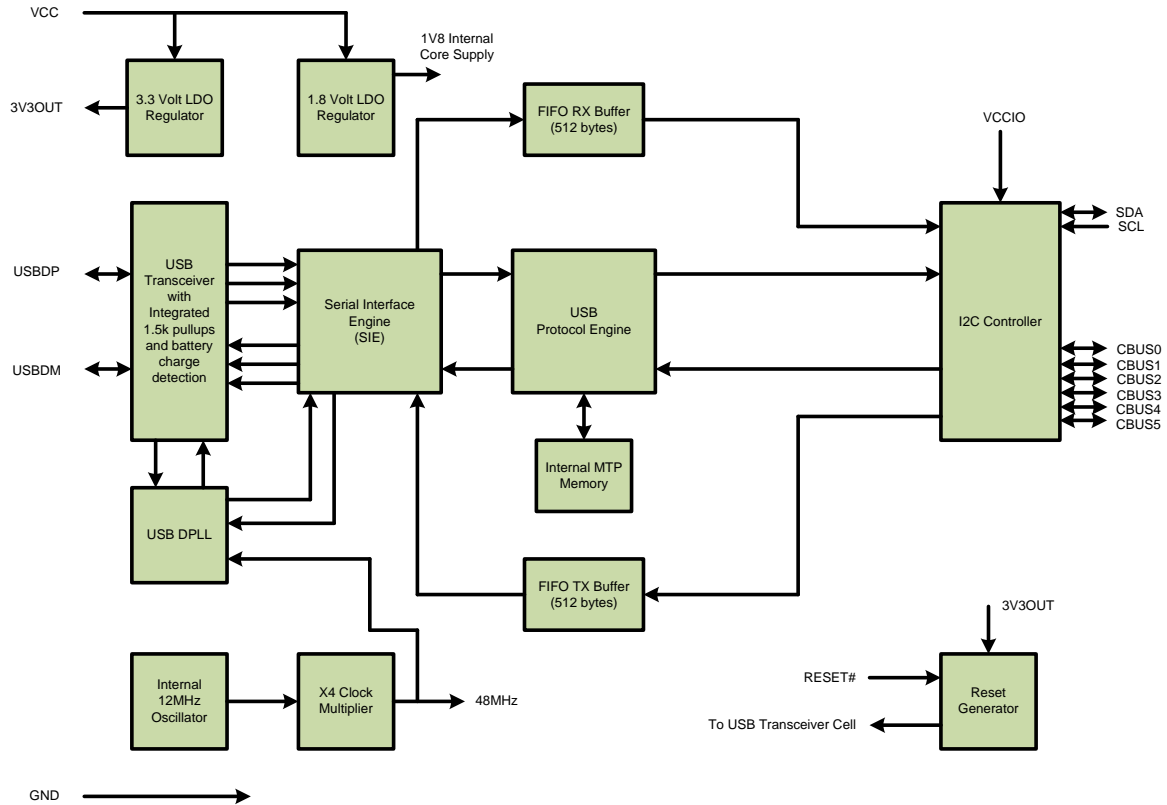 VCC
1V8 Internal
Core Supply
3.3 Volt LDO
Regulator
1.8 Volt LDO
Regulator
3V3OUT
FIFO RX Buffer
(512 bytes)
VCCIO
USBDP
USBDM
USB
Transceiver
with
Integrated
1.5k pullups
and battery
charge
detection
Serial Interface
Engine
(SIE)
USB
Protocol Engine
I2C Controller
SDA
SCL
CBUS0
CBUS1
CBUS2
CBUS3
CBUS4
CBUS5
Internal MTP
Memory
USB DPLL
FIFO TX Buffer
(512 bytes)
3V3OUT
Internal
12MHz
Oscillator
X4 Clock
Multiplier
48MHz
RESET#
Reset
Generator
To USB Transceiver Cell
GND